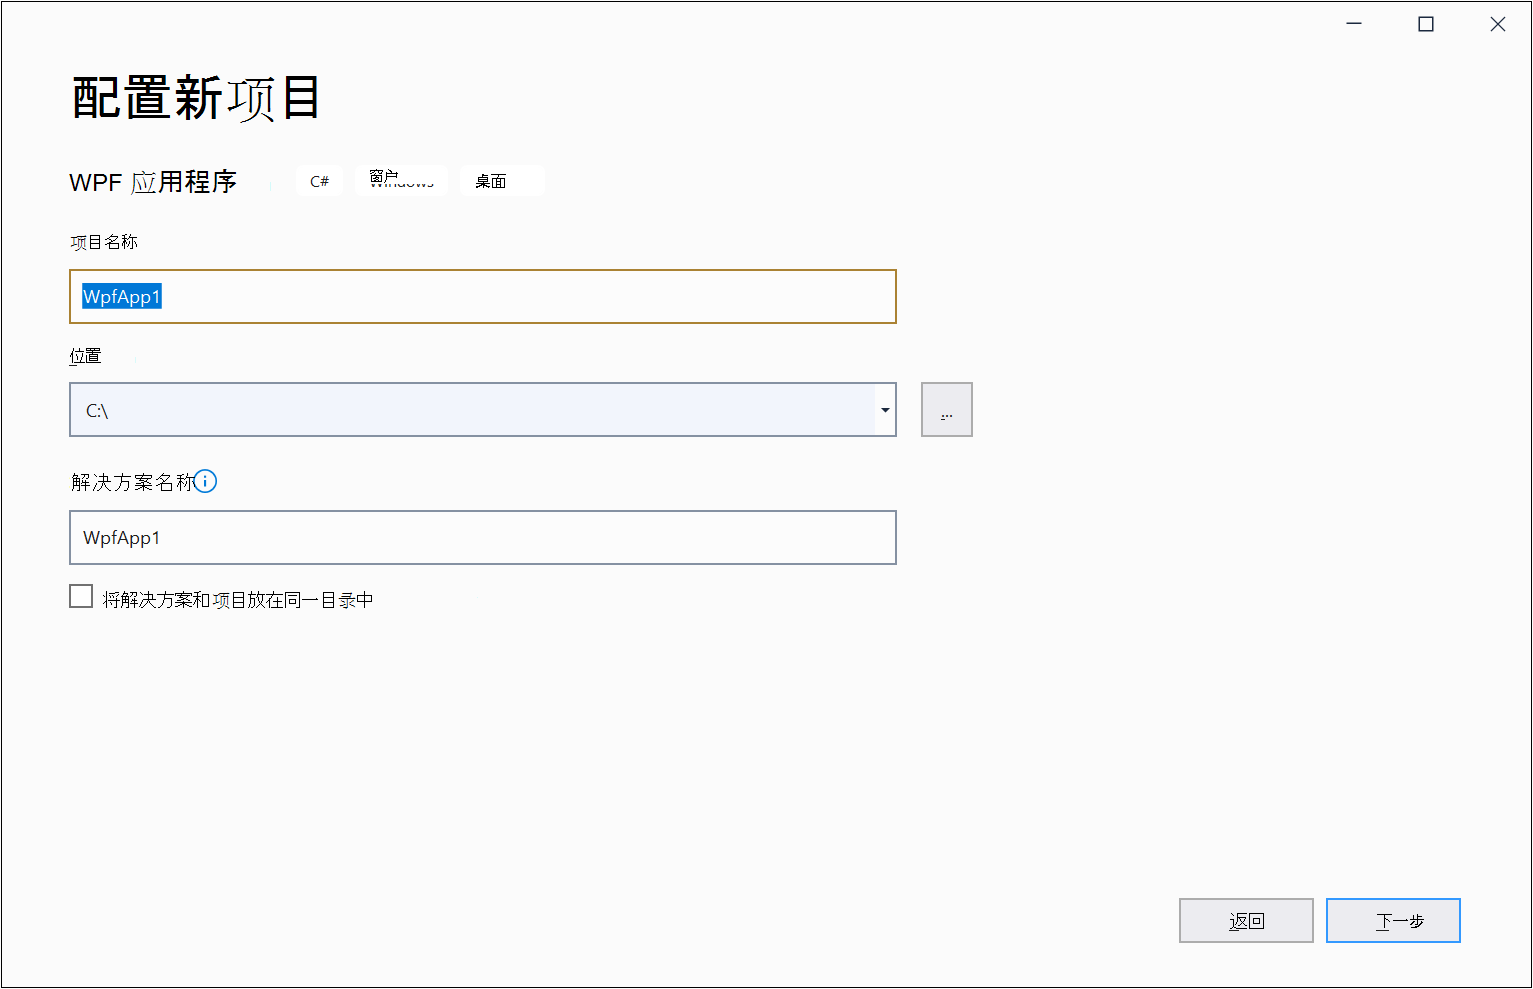 配置新项目
WPF 应用程序 C# 窗户 桌面
项目名称
WpfApp1
位置
C:\
...
解决方案名称
WpfApp1
将解决方案和项目放在同一目录中
返回 下一步